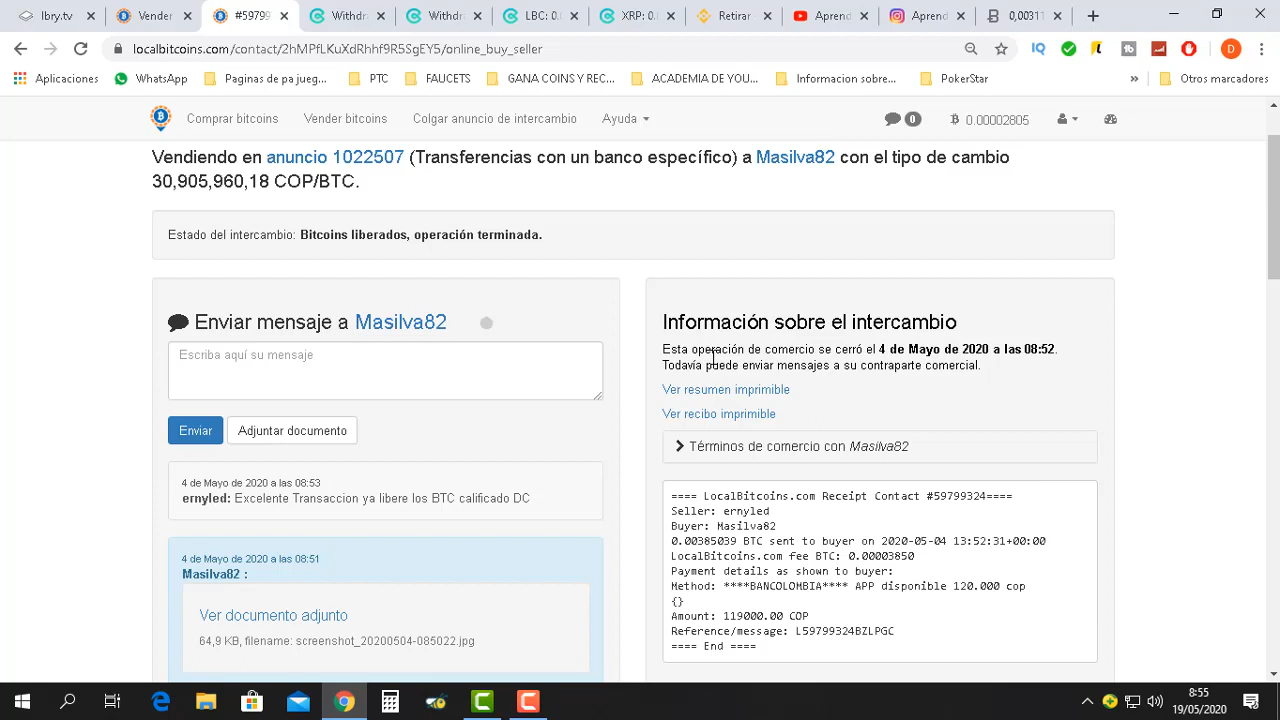 lbry.tv
Vender
#59799
Withdr
Withdr
LBC: 0.
XRP: 0.
Retiros
Aprend
Aprend
0,00311
localbitcoins.com/contact/2hMPfLKuXdRhhf9R5SgEY5/online_buy_seller
IQ
D
Aplicaciones
WhatsApp
Paginas de pa jueg...
PTC
FAUCETS
GANA COINS Y REC...
ACADEMIA DE YOU...
Informacion sobre...
PokerStar
»
Otros marcadores
Comprar bitcoins
Vender bitcoins
Colgar anuncio de intercambio
Ayuda
0
0.00002805
Vendiendo en anuncio 1022507 (Transferencias con un banco específico) a Masilva82 con el tipo de cambio
30,905,960,18 COP/BTC.
Estado del intercambio: Bitcoins liberados, operación terminada.
Enviar mensaje a Masilva82
Escriba aquí su mensaje
Enviar
Adjuntar documento
4 de Mayo de 2020 a las 08:53
ernyled: Excelente Transaccion ya libere los BTC calificado DC
4 de Mayo de 2020 a las 08:51
Masilva82 :
Ver documento adjunto
64,9 KB, filename: screenshot_20200504-085022.jpg
Información sobre el intercambio
Esta operación de comercio se cerró el 4 de Mayo de 2020 a las 08:52.
Todavía puede enviar mensajes a su contraparte comercial.
Ver resumen imprimible
Ver recibo imprimible
Términos de comercio con Masilva82
==== LocalBitcoins.com Receipt Contact #59799324====
Seller: ernyled
Buyer: Masilva82
0.00385039 BTC sent to buyer on 2020-05-04 13:52:31+00:00
LocalBitcoins.com fee BTC: 0.00003850
Payment details as shown to buyer:
Method: ****BANCOLOMBIA**** APP disponible 120.000 cop
{}
Amount: 119000.00 COP
Reference/message: L59799324BZLPGC
==== End ====
8:55
19/05/2020